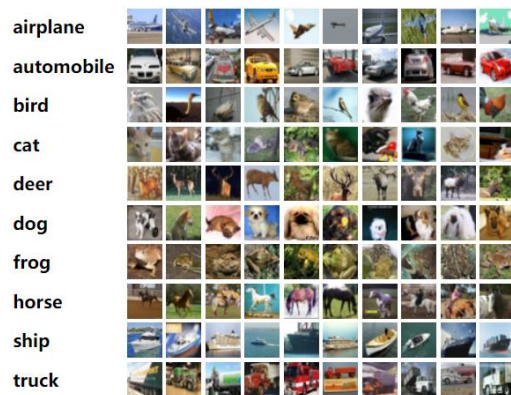 airplane
automobile
bird
cat
deer
dog
frog
horse
ship
truck